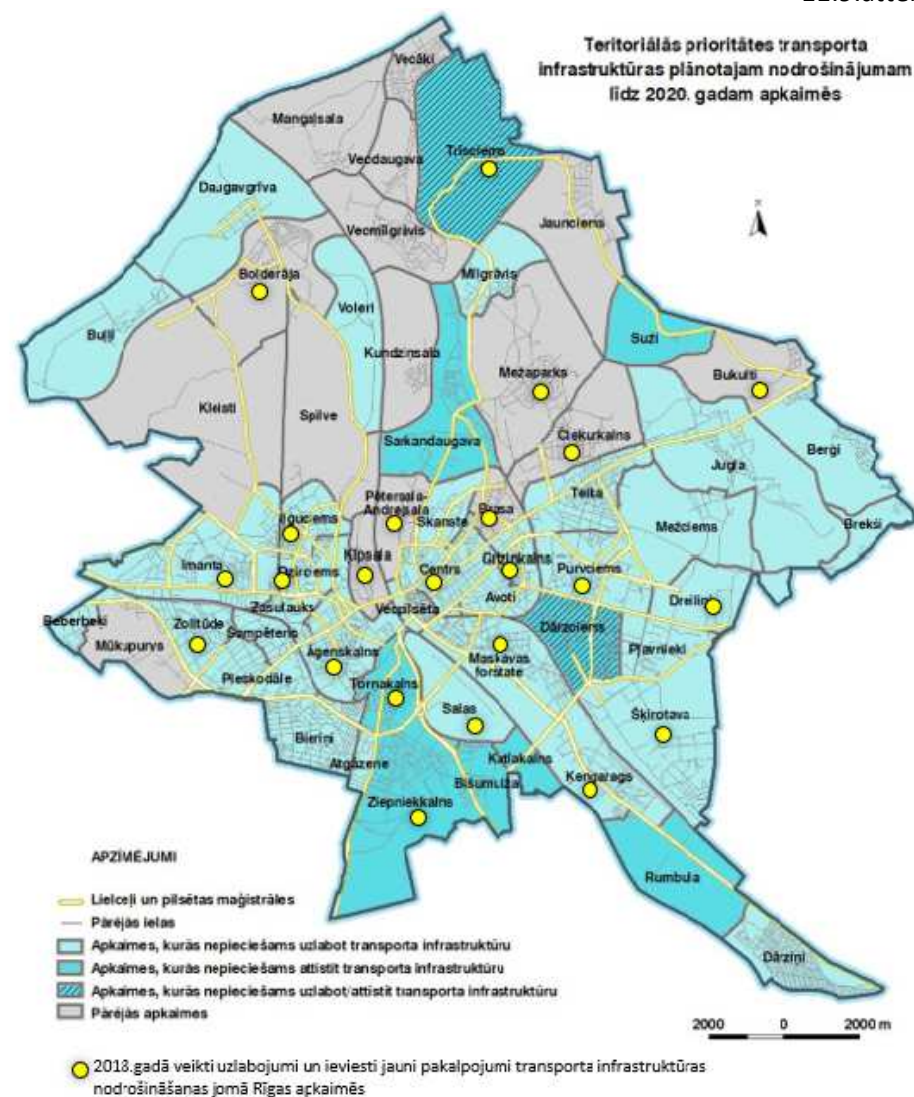 Teritoriālās prioritātes transporta
infrastruktūras plānotajam nodrošinājumam
līdz 2020. gadam apkaimēs
Vecāķi
Mangaļsala
Vecdaugava
Trīsciems
Daugavgrīva
Jaunciems
Vecmīlgrāvis
Mīlgrāvis
Bolderāja
Voleri
Buļļi
Kundziņsala
Suži
Mežaparks
Bukulti
Kleisti
Spilve
Čiekurkalns
Sarkandaugava
Jugla
Berģi
Teika
Pētersala-
Andrejsala
Skanste
Brasa
Mežciems
Brekši
Iļģuciems
Ķīpsala
Imanta
Dzirciems
Centrs
Grīziņkalns
Purvciems
Zasulauks
Avoti
Dreiliņi
Vecpilsēta
Beberbeķi
Zolitūde
Sampēteris
Dārzciems
Mūkupurvs
Āgenskalns
Maskavas
forštate
Pļavnieki
Pleskodāle
Torņakalns
Salas
Šķirotava
Bieriņi
Atgāzene
Katlakalns
Bišumuiža
Ķengarags
Ziepniekkalns
Rumbula
Dārziņi
APZĪMĒJUMI
Lielceļi un pilsētas maģistrāles
Pārējās ielas
Apkaimes, kurās nepieciešams uzlabot transporta infrastruktūru
Apkaimes, kurās nepieciešams attīstīt transporta infrastruktūru
Apkaimes, kurās nepieciešams uzlabot/attīstīt transporta infrastruktūru
Pārējās apkaimes
2000 0 2000 m
2018.gadā veikti uzlabojumi un ieviesti jauni pakalpojumi transporta infrastruktūras
nodrošināšanas jomā Rīgas apkaimēs